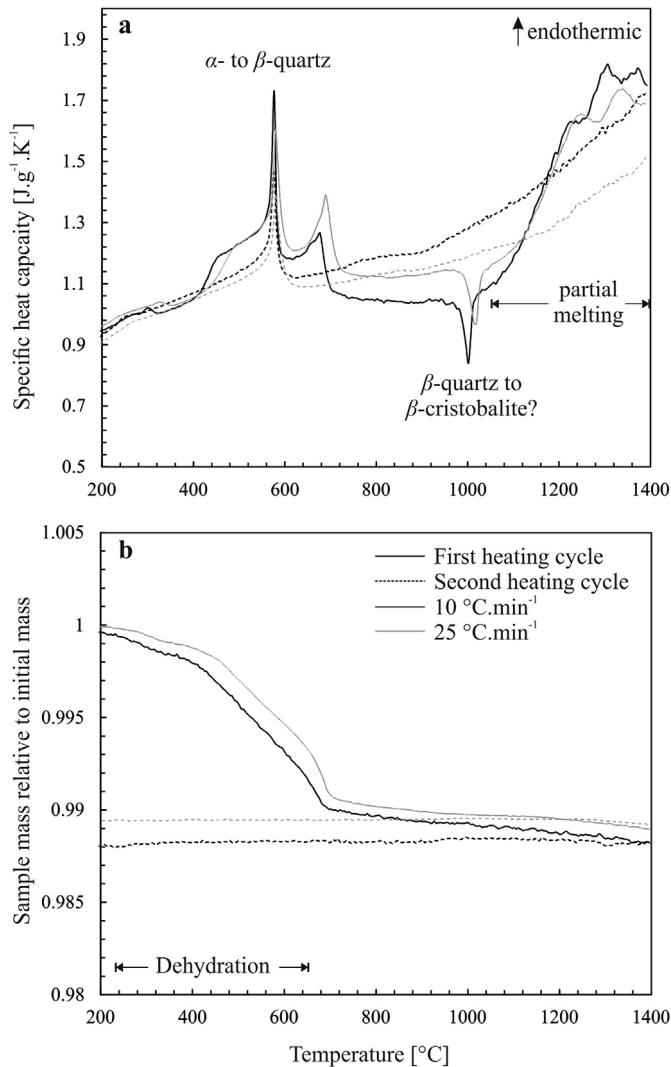 a
endothermic
α- to β-quartz
1.9
1.7
1.5
1.3
1.1
0.9
0.7
0.5
Specific heat capcaity [J.g⁻¹.K⁻¹]
partial
melting
β-quartz to
β-cristobalite?
200 400 600 800 1000 1200 1400
b
First heating cycle
Second heating cycle
10 °C.min⁻¹
25 °C.min⁻¹
1.005
1
0.995
0.99
0.985
0.98
Sample mass relative to initial mass
Dehydration
200 400 600 800 1000 1200 1400
Temperature [°C]